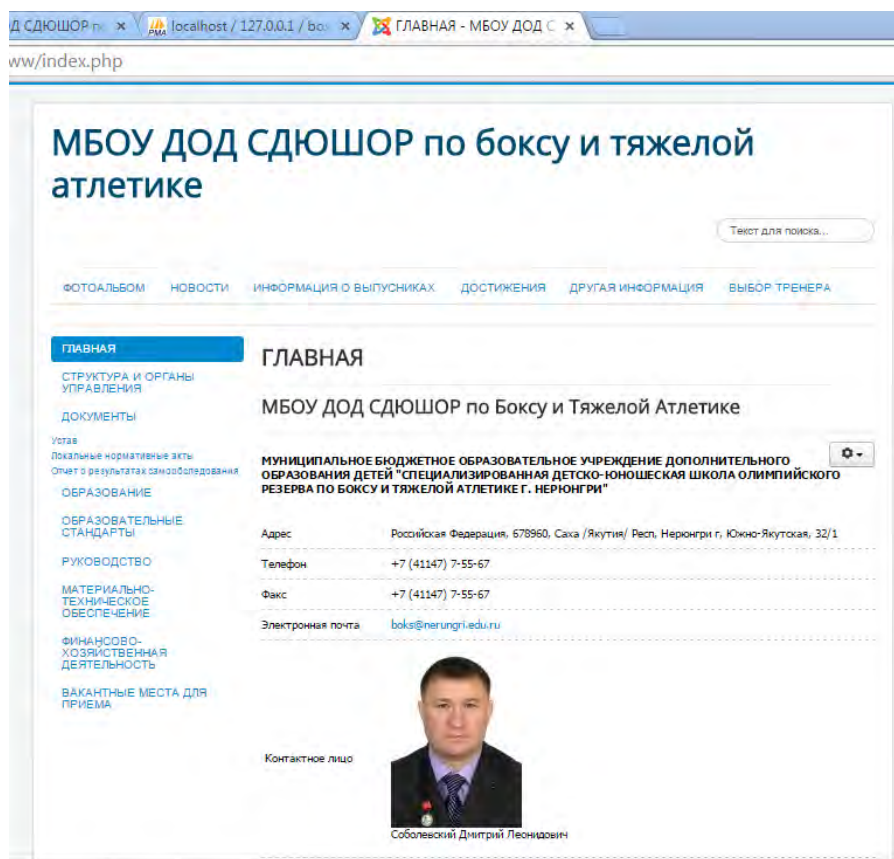 Д СДЮШОР по
localhost / 127.0.0.1 / bo
ГЛАВНАЯ - МБОУ ДОД С
ww/index.php
МБОУ ДОД СДЮШОР по боксу и тяжелой
атлетике
Текст для поиска...
ФОТОАЛЬБОМ НОВОСТИ ИНФОРМАЦИЯ О ВЫПУСНИКАХ ДОСТИЖЕНИЯ ДРУГАЯ ИНФОРМАЦИЯ ВЫБОР ТРЕНЕРА
ГЛАВНАЯ
СТРУКТУРА И ОРГАНЫ
УПРАВЛЕНИЯ
ДОКУМЕНТЫ
Устав
Локальные нормативные акты
Отчет о результатах самообследования
ОБРАЗОВАНИЕ
ОБРАЗОВАТЕЛЬНЫЕ
СТАНДАРТЫ
РУКОВОДСТВО
МАТЕРИАЛЬНО-
ТЕХНИЧЕСКОЕ
ОБЕСПЕЧЕНИЕ
ФИНАНСОВО-
ХОЗЯЙСТВЕННАЯ
ДЕЯТЕЛЬНОСТЬ
ВАКАНТНЫЕ МЕСТА ДЛЯ
ПРИЕМА
ГЛАВНАЯ
МБОУ ДОД СДЮШОР по Боксу и Тяжелой Атлетике
МУНИЦИПАЛЬНОЕ БЮДЖЕТНОЕ ОБРАЗОВАТЕЛЬНОЕ УЧРЕЖДЕНИЕ ДОПОЛНИТЕЛЬНОГО
ОБРАЗОВАНИЯ ДЕТЕЙ "СПЕЦИАЛИЗИРОВАННАЯ ДЕТСКО-ЮНОШЕСКАЯ ШКОЛА ОЛИМПИЙСКОГО
РЕЗЕРВА ПО БОКСУ И ТЯЖЕЛОЙ АТЛЕТИКЕ Г. НЕРЮНГРИ"
Адрес Российская Федерация, 678960, Саха /Якутия/ Респ, Нерюнгри г, Южно-Якутская, 32/1
Телефон +7 (41147) 7-55-67
Факс +7 (41147) 7-55-67
Электронная почта boks@nerungri.edu.ru
Контактное лицо
Соболевский Дмитрий Леонидович